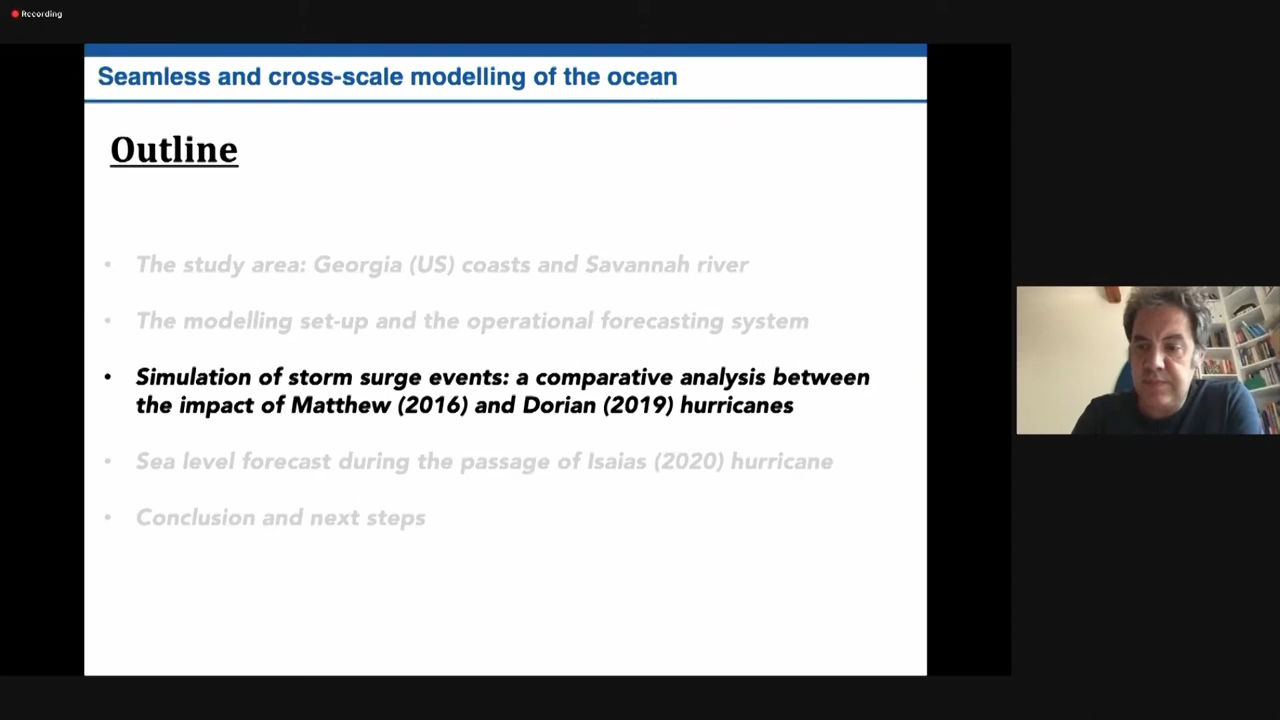 Recording
Seamless and cross-scale modelling of the ocean
Outline
• The study area: Georgia (US) coasts and Savannah river
• The modelling set-up and the operational forecasting system
• Simulation of storm surge events: a comparative analysis between
the impact of Matthew (2016) and Dorian (2019) hurricanes
• Sea level forecast during the passage of Isaias (2020) hurricane
• Conclusion and next steps